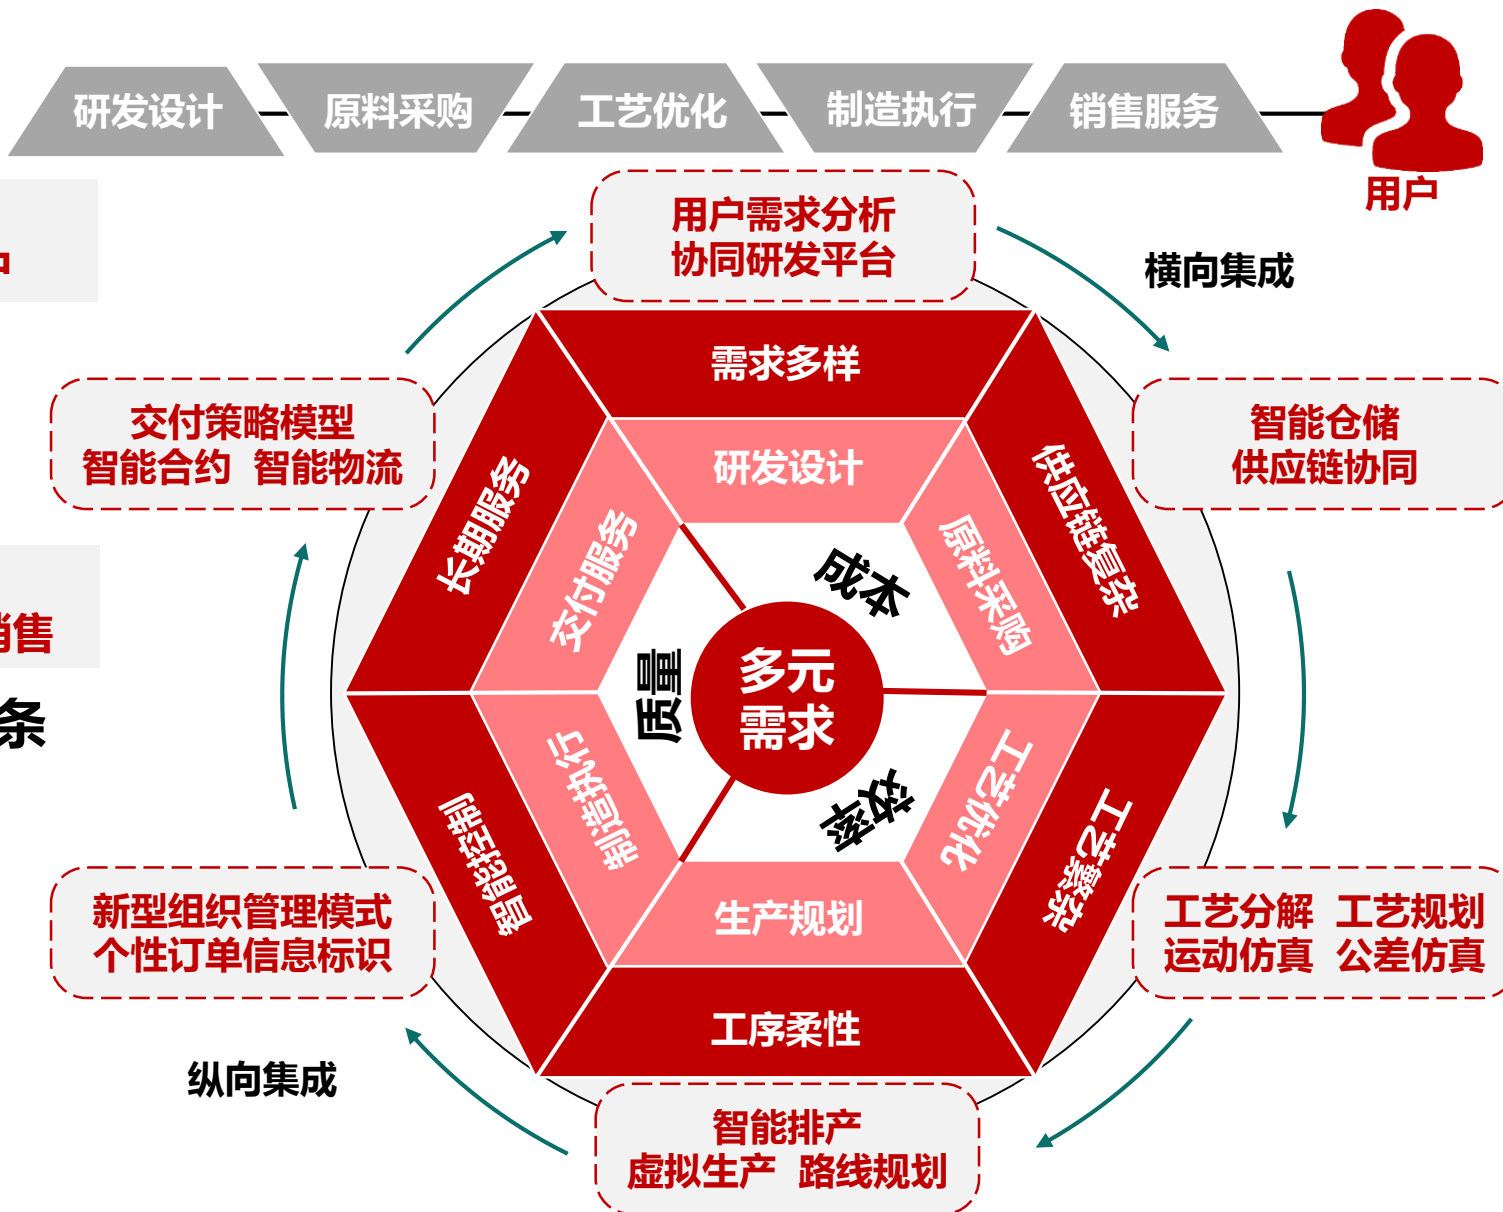 研发设计
原料采购
工艺优化
制造执行
销售服务
用户
用户需求分析
协同研发平台
横向集成
需求多样
交付策略模型
智能合约 智能物流
智能仓储
供应链协同
研发设计
长期服务
供应链复杂
交付服务
原料采购
成本
质量
多元
需求
销售
条
效率
制造执行
工艺优化
智能控制
工艺繁杂
生产规划
新型组织管理模式
个性订单信息标识
工艺分解 工艺规划
运动仿真 公差仿真
工序柔性
纵向集成
智能排产
虚拟生产 路线规划